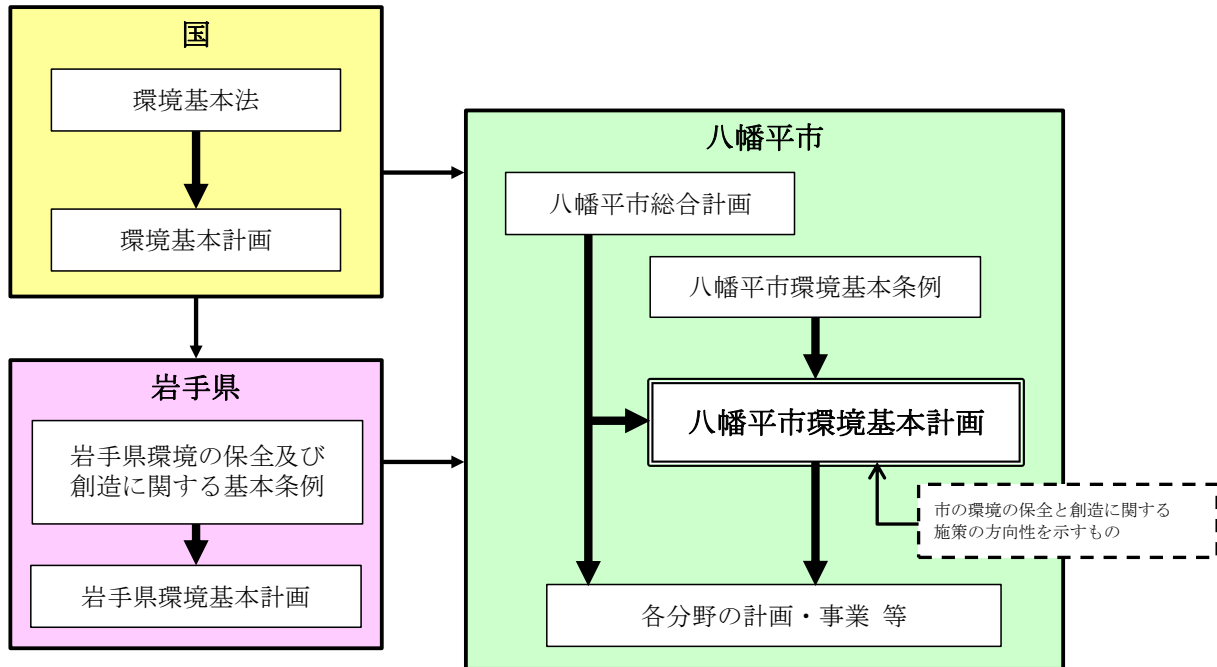 国
環境基本法
環境基本計画
岩手県
岩手県環境の保全及び
創造に関する基本条例
岩手県環境基本計画
八幡平市
八幡平市総合計画
八幡平市環境基本条例
八幡平市環境基本計画
市の環境の保全と創造に関する
施策の方向性を示すもの
各分野の計画・事業 等